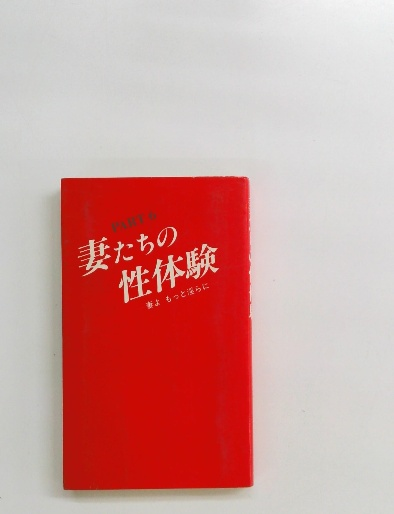 妻たちの
性体験
妻よ もっと淫らに